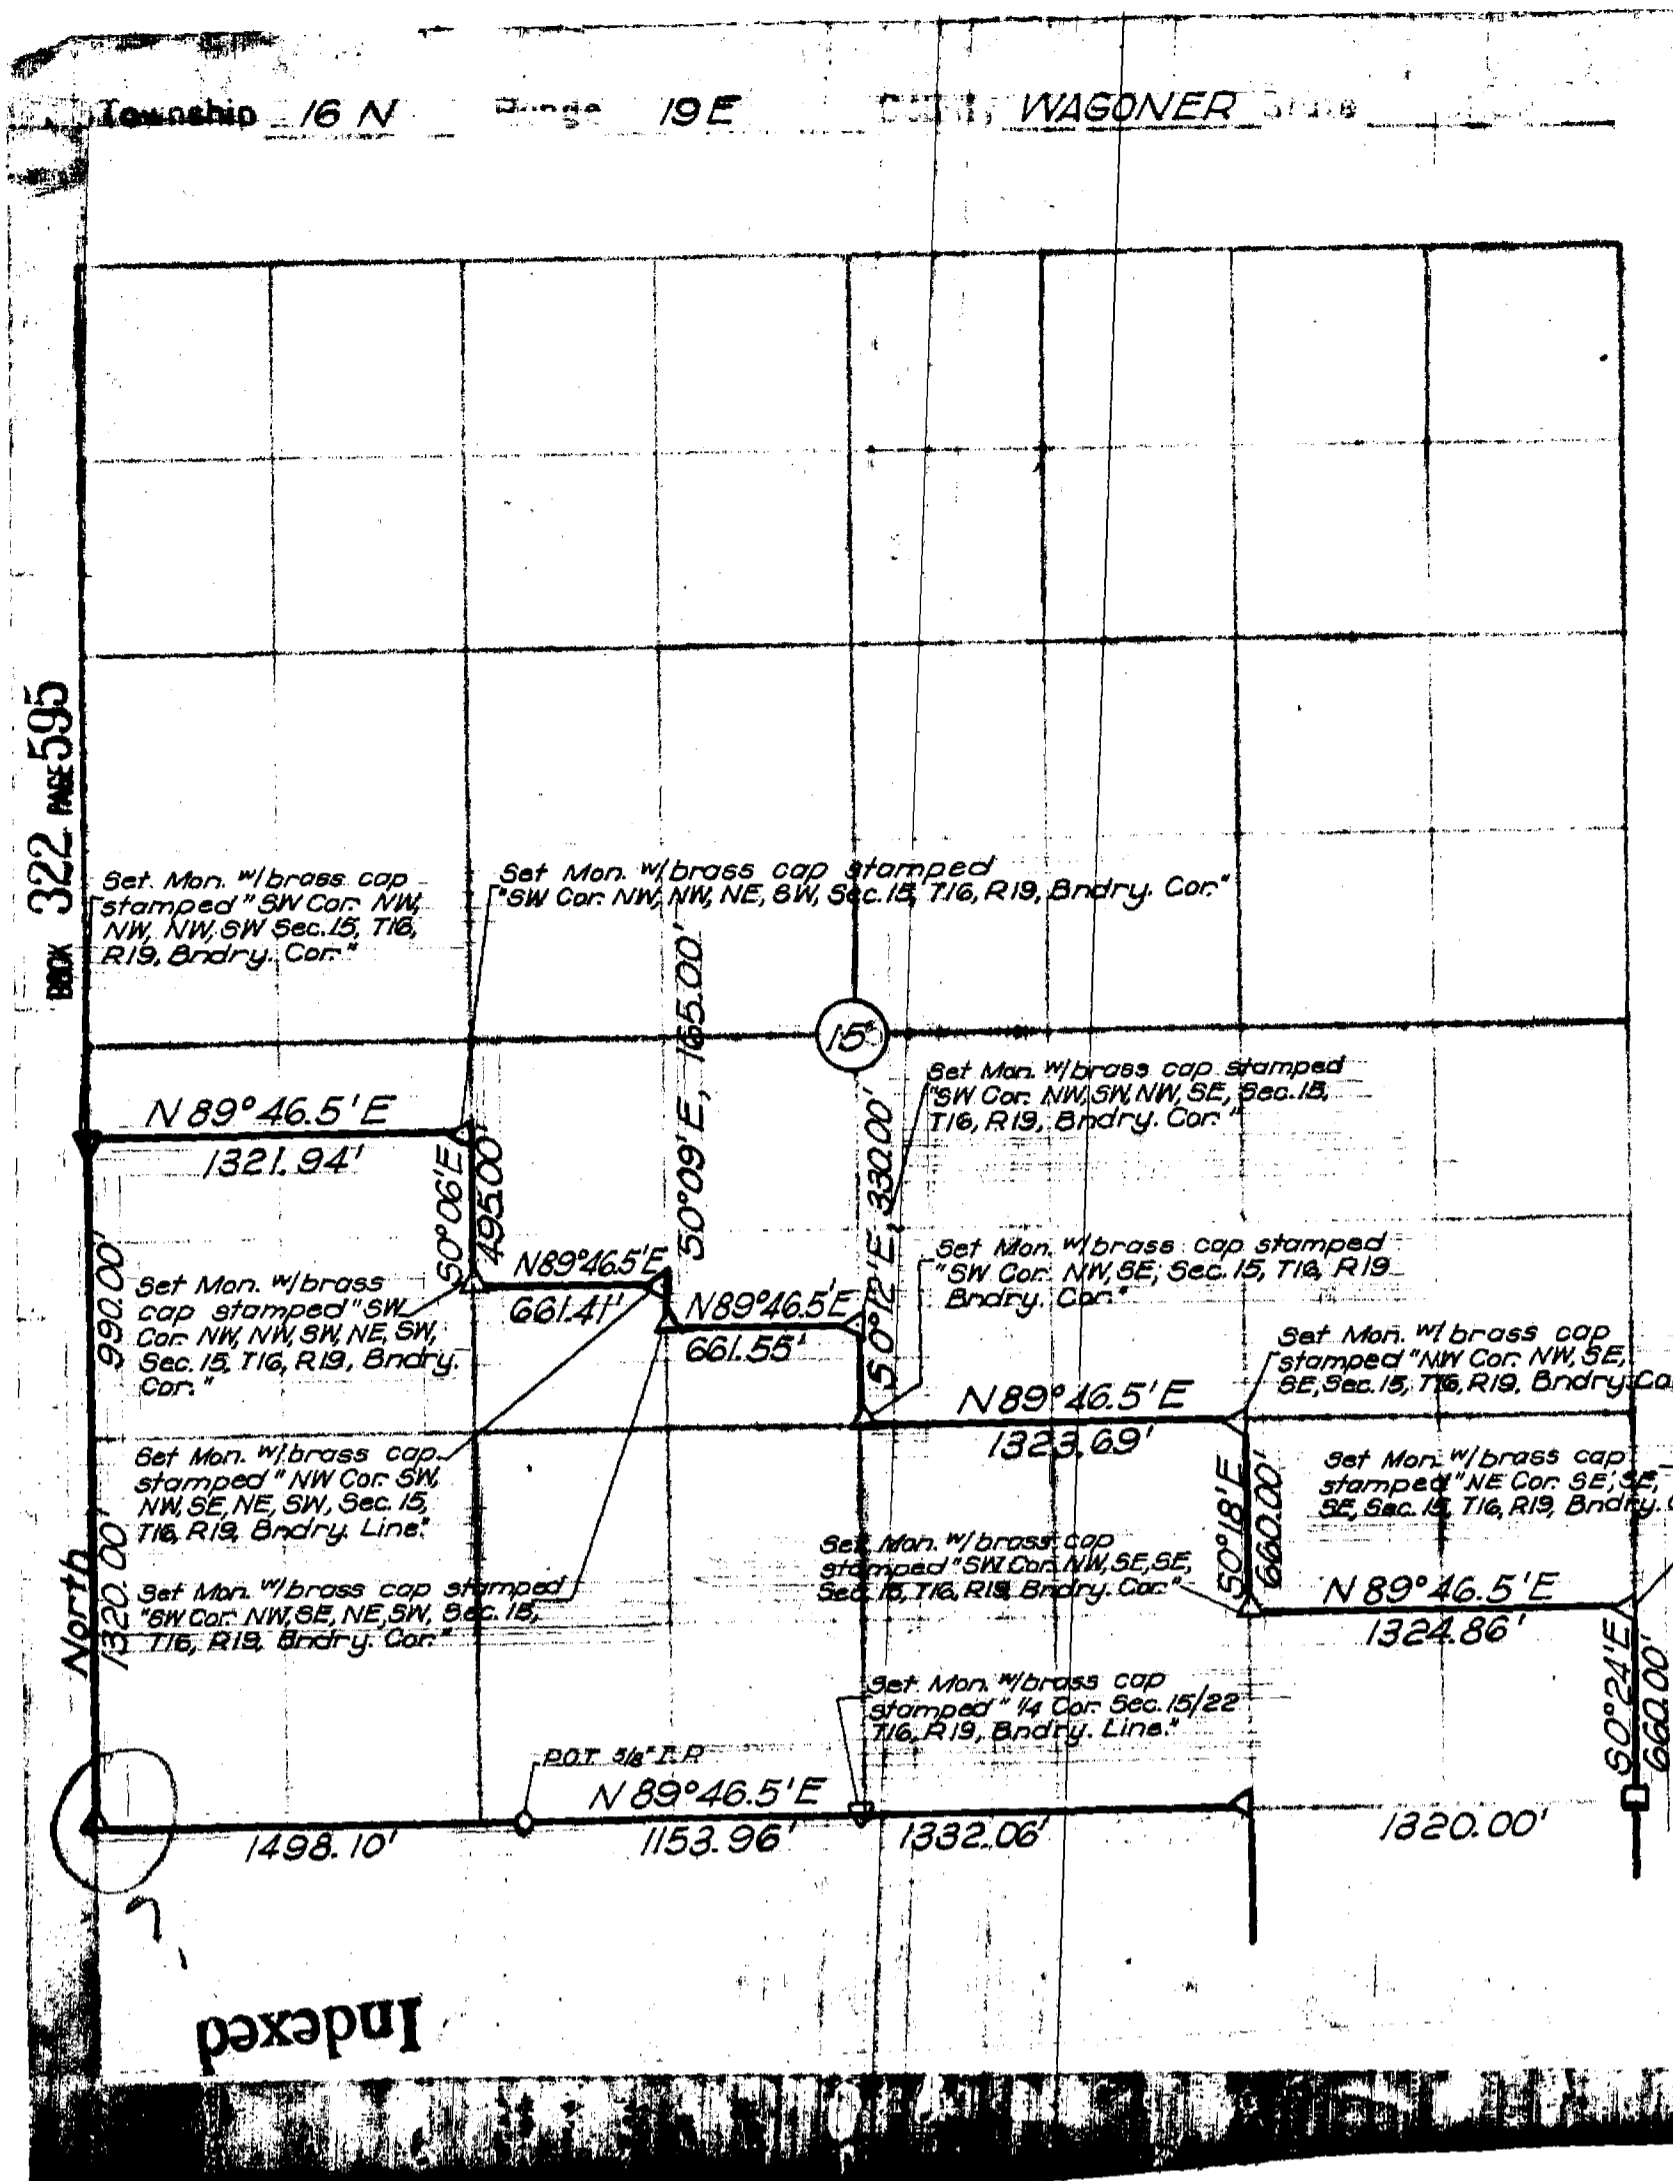 Township 16 N Range 19 E County, WAGONER State
BOOK 322 PAGE 595
Set. Mon. w/brass cap
stamped "SW Cor. NW,
NW, NW, SW Sec. 15, T16,
R19, Bndry. Cor."
Set Mon. w/brass cap stamped
"SW Cor. NW, NW, NE, SW, Sec. 15, T16, R19, Bndry. Cor."
15
N 89° 46.5' E
1321.94'
S0°06'E
495.00'
S0°09'E, 165.00'
Set Mon. w/brass cap stamped
"SW Cor. NW, SW, NW, SE, Sec. 15,
T16, R19, Bndry. Cor."
S 0°12' E, 330.00'
990.00'
N89°46.5'E
661.41'
N89°46.5'E
661.55'
Set Mon. w/brass
cap stamped "SW
Cor. NW, NW, SW, NE, SW,
Sec. 15, T16, R19, Bndry.
Cor."
Set Mon. w/brass cap stamped
"SW Cor. NW, SE, Sec. 15, T16, R19
Bndry. Cor."
Set Mon. w/ brass cap
stamped "NW Cor. NW, SE,
SE, Sec. 15, T16, R19, Bndry.
N 89° 46.5' E
1323.69'
Set Mon. w/brass cap
stamped "NW Cor. SW,
NW, SE, NE, SW, Sec. 15,
T16, R19, Bndry. Line."
S0°18'E
660.00'
Set Mon. w/brass cap
stamped "NE Cor. SE, SE,
SE, Sec. 15, T16, R19, Bndry.
North
1320.00'
Set Mon. w/brass cap stamped
"SW Cor. NW, SE, NE, SW, Sec. 15,
T16, R19, Bndry. Cor."
Set Mon. w/brass cap
stamped "SW Cor. NW, SE, SE,
Sec. 15, T16, R19, Bndry. Cor."
N 89° 46.5' E
1324.86'
S0°24'E
660.00'
Set Mon. w/brass cap
stamped "1/4 Cor. Sec. 15/22
T16, R19, Bndry. Line."
P.O.T. 5/8" I.P.
N 89° 46.5' E
1498.10'
1153.96'
1332.06'
1320.00'
?
Indexed